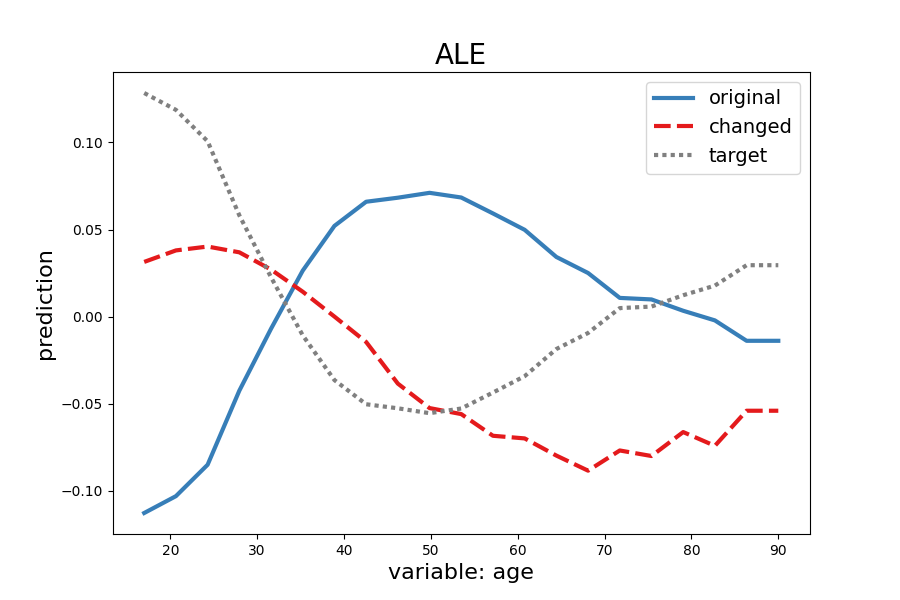 ALE
original
changed
target
0.10
0.05
0.00
−0.05
−0.10
prediction
20 30 40 50 60 70 80 90
variable: age